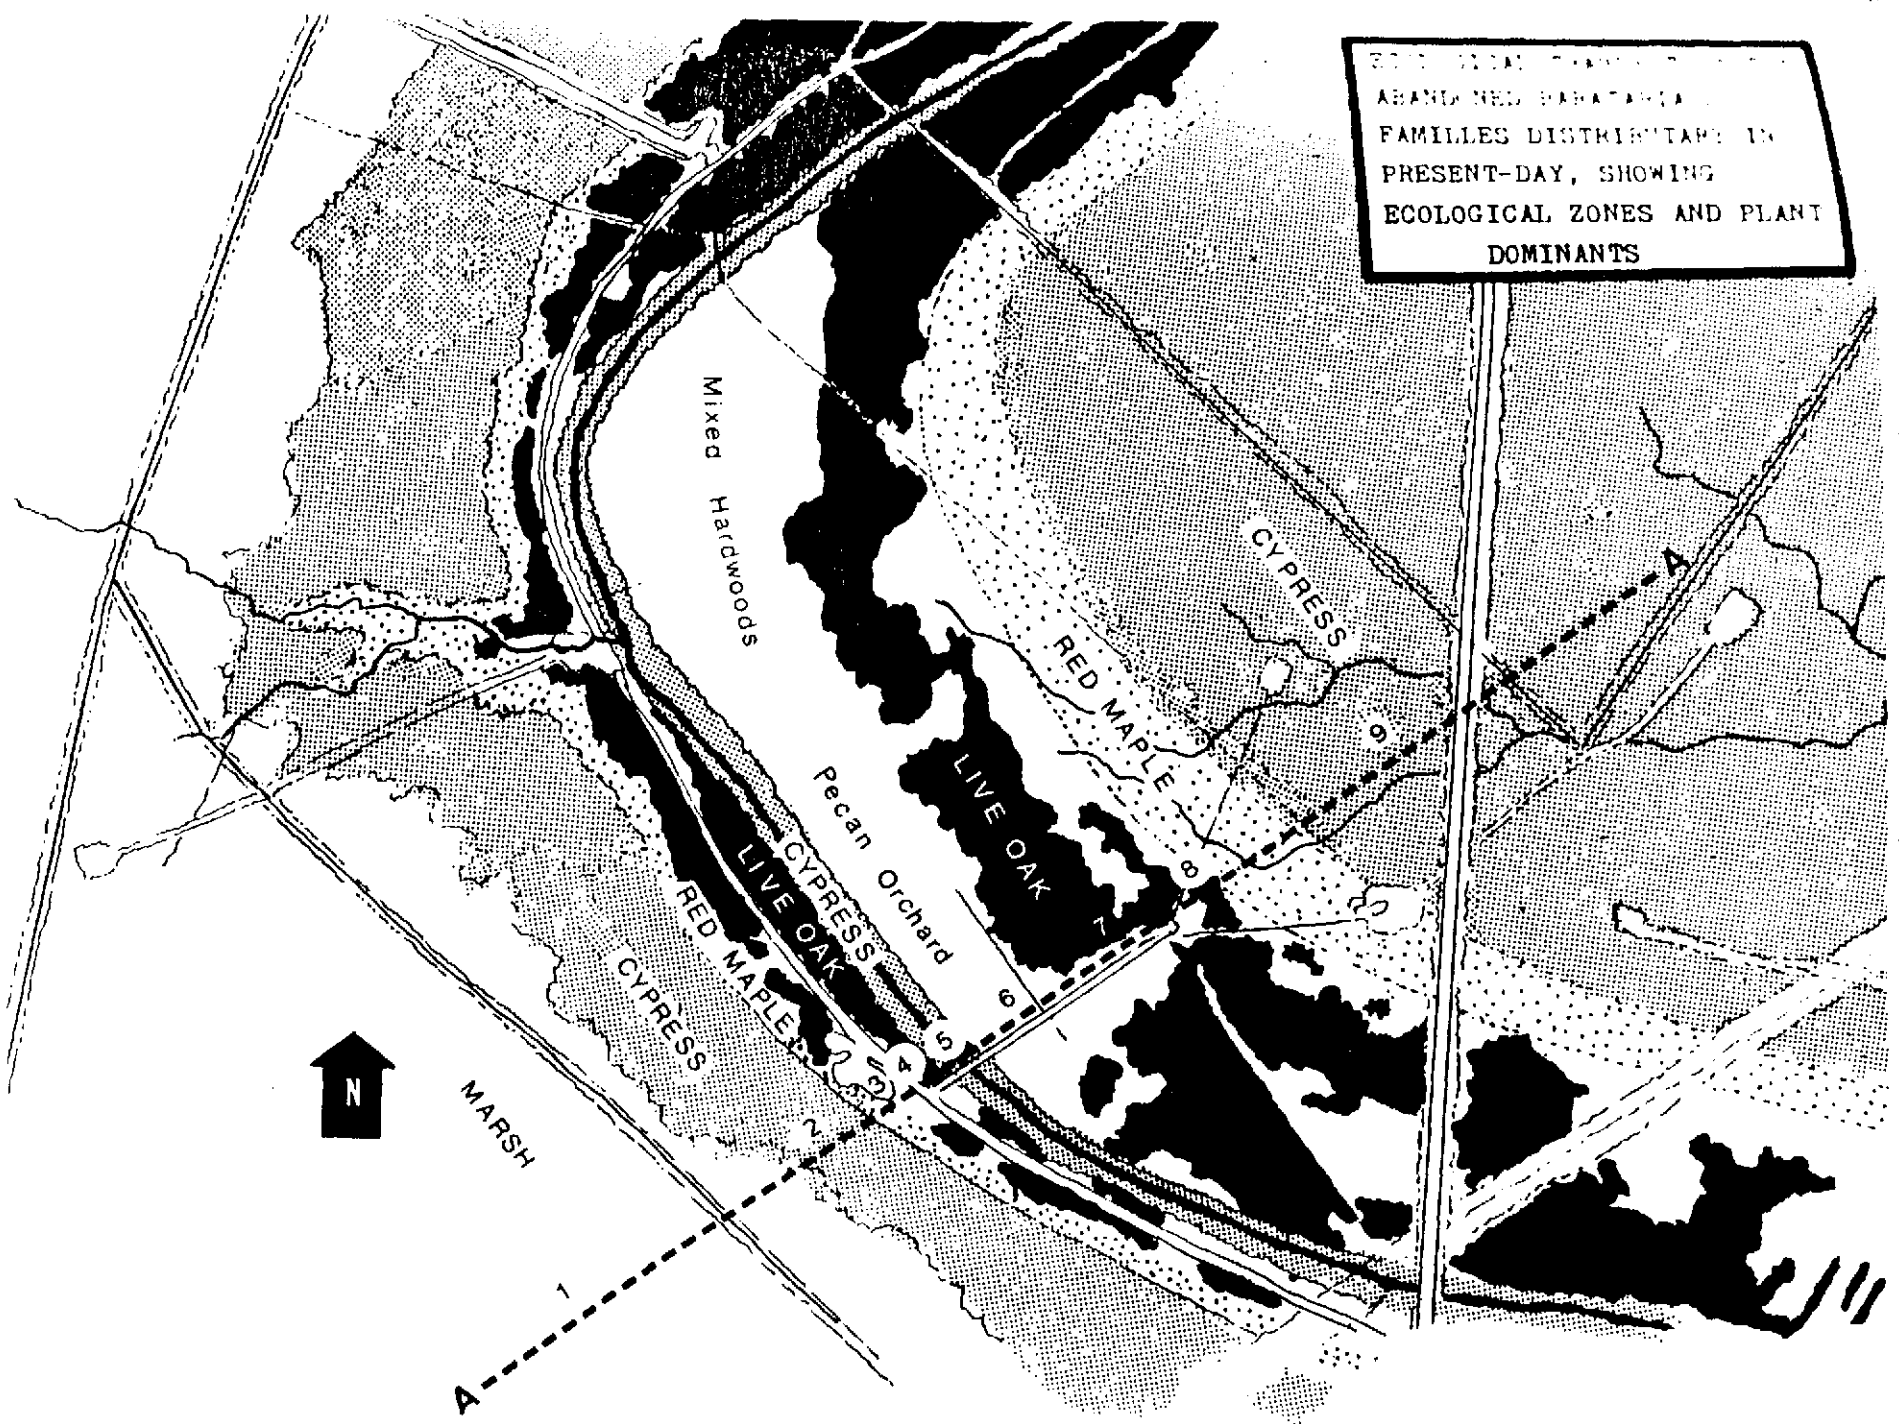 ABANDONED BARATARIA
FAMILLES DISTRIBUTARY IN
PRESENT-DAY, SHOWING
ECOLOGICAL ZONES AND PLANT
DOMINANTS
Mixed Hardwoods
CYPRESS
A
RED MAPLE
9
LIVE OAK
Pecan Orchard
8
CYPRESS
LIVE OAK
7
RED MAPLE
6
CYPRESS
5
4
3
N
MARSH
2
1
A